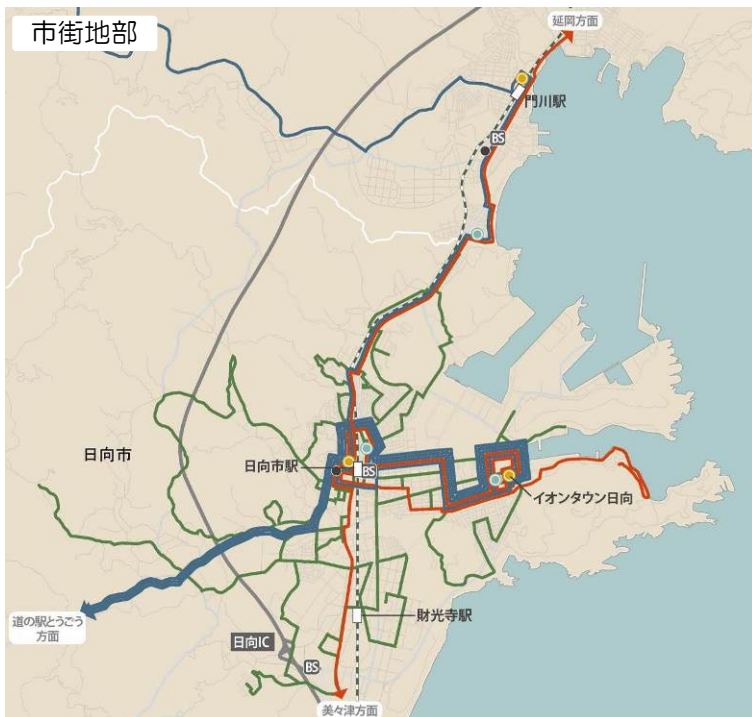 市街地部
延岡方面
門川駅
BS
日向市
日向市駅
BS
イオンタウン日向
道の駅とうごう
方面
財光寺駅
日向IC
BS
美々津方面